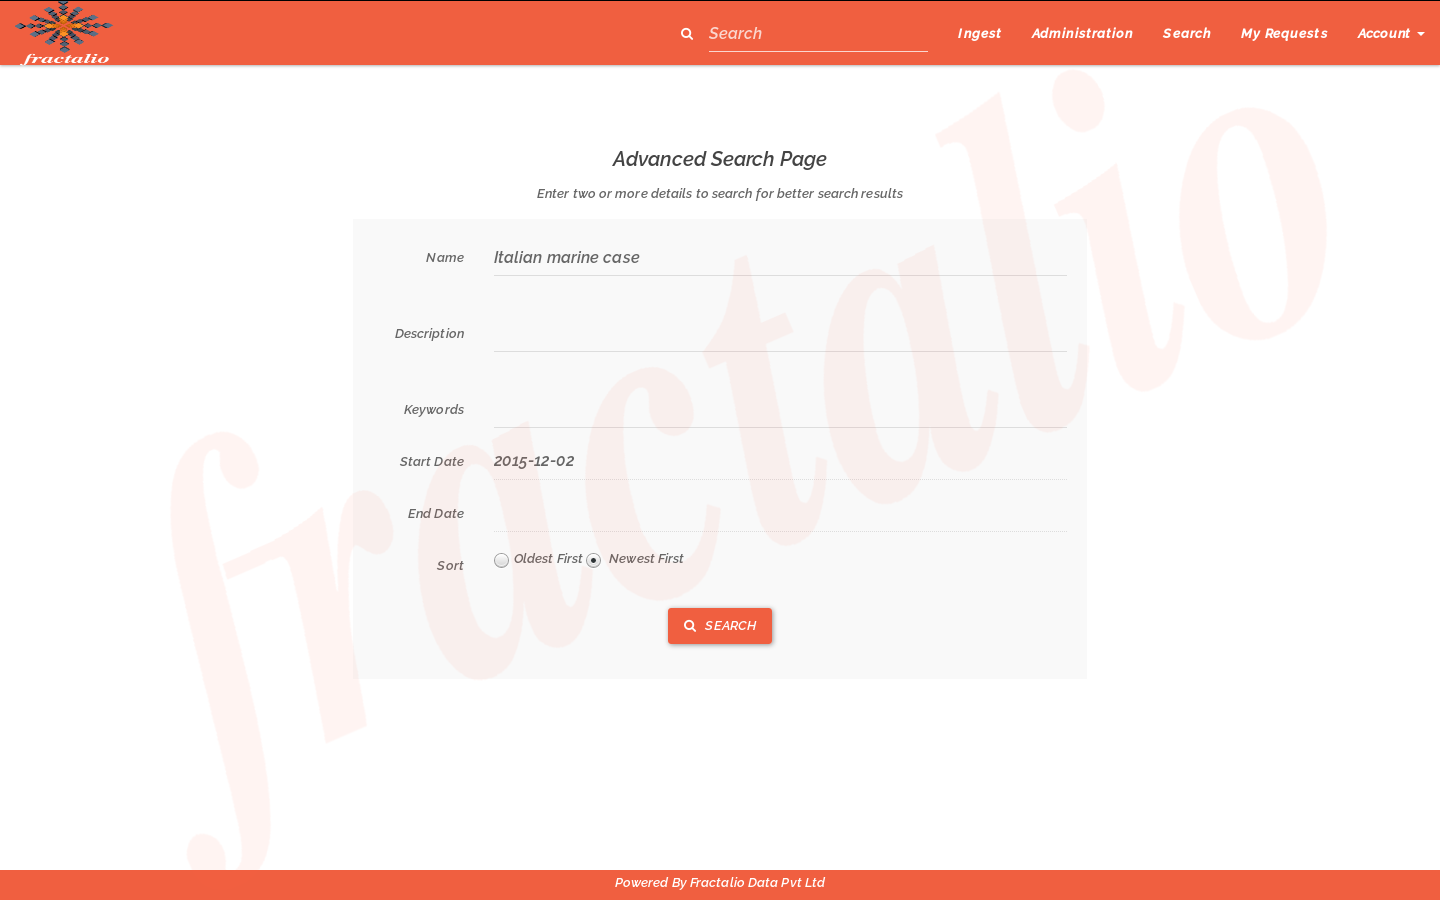 fractalio
Search
Ingest
Administration
Search
My Requests
Account
Advanced Search Page
Enter two or more details to search for better search results
Name
Italian marine case
Description
Keywords
Start Date
2015-12-02
End Date
Sort
Oldest First
Newest First
SEARCH
fractalio
Powered By Fractalio Data Pvt Ltd